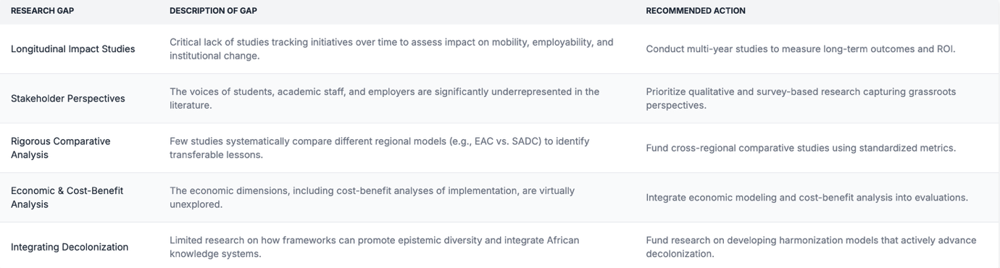 RESEARCH GAP
DESCRIPTION OF GAP
RECOMMENDED ACTION
Longitudinal Impact Studies
Critical lack of studies tracking initiatives over time to assess impact on mobility, employability, and
institutional change.
Conduct multi-year studies to measure long-term outcomes and ROI.
Stakeholder Perspectives
The voices of students, academic staff, and employers are significantly underrepresented in the
literature.
Prioritize qualitative and survey-based research capturing grassroots
perspectives.
Rigorous Comparative
Analysis
Few studies systematically compare different regional models (e.g., EAC vs. SADC) to identify
transferable lessons.
Fund cross-regional comparative studies using standardized metrics.
Economic & Cost-Benefit
Analysis
The economic dimensions, including cost-benefit analyses of implementation, are virtually
unexplored.
Integrate economic modeling and cost-benefit analysis into evaluations.
Integrating Decolonization
Limited research on how frameworks can promote epistemic diversity and integrate African
knowledge systems.
Fund research on developing harmonization models that actively advance
decolonization.